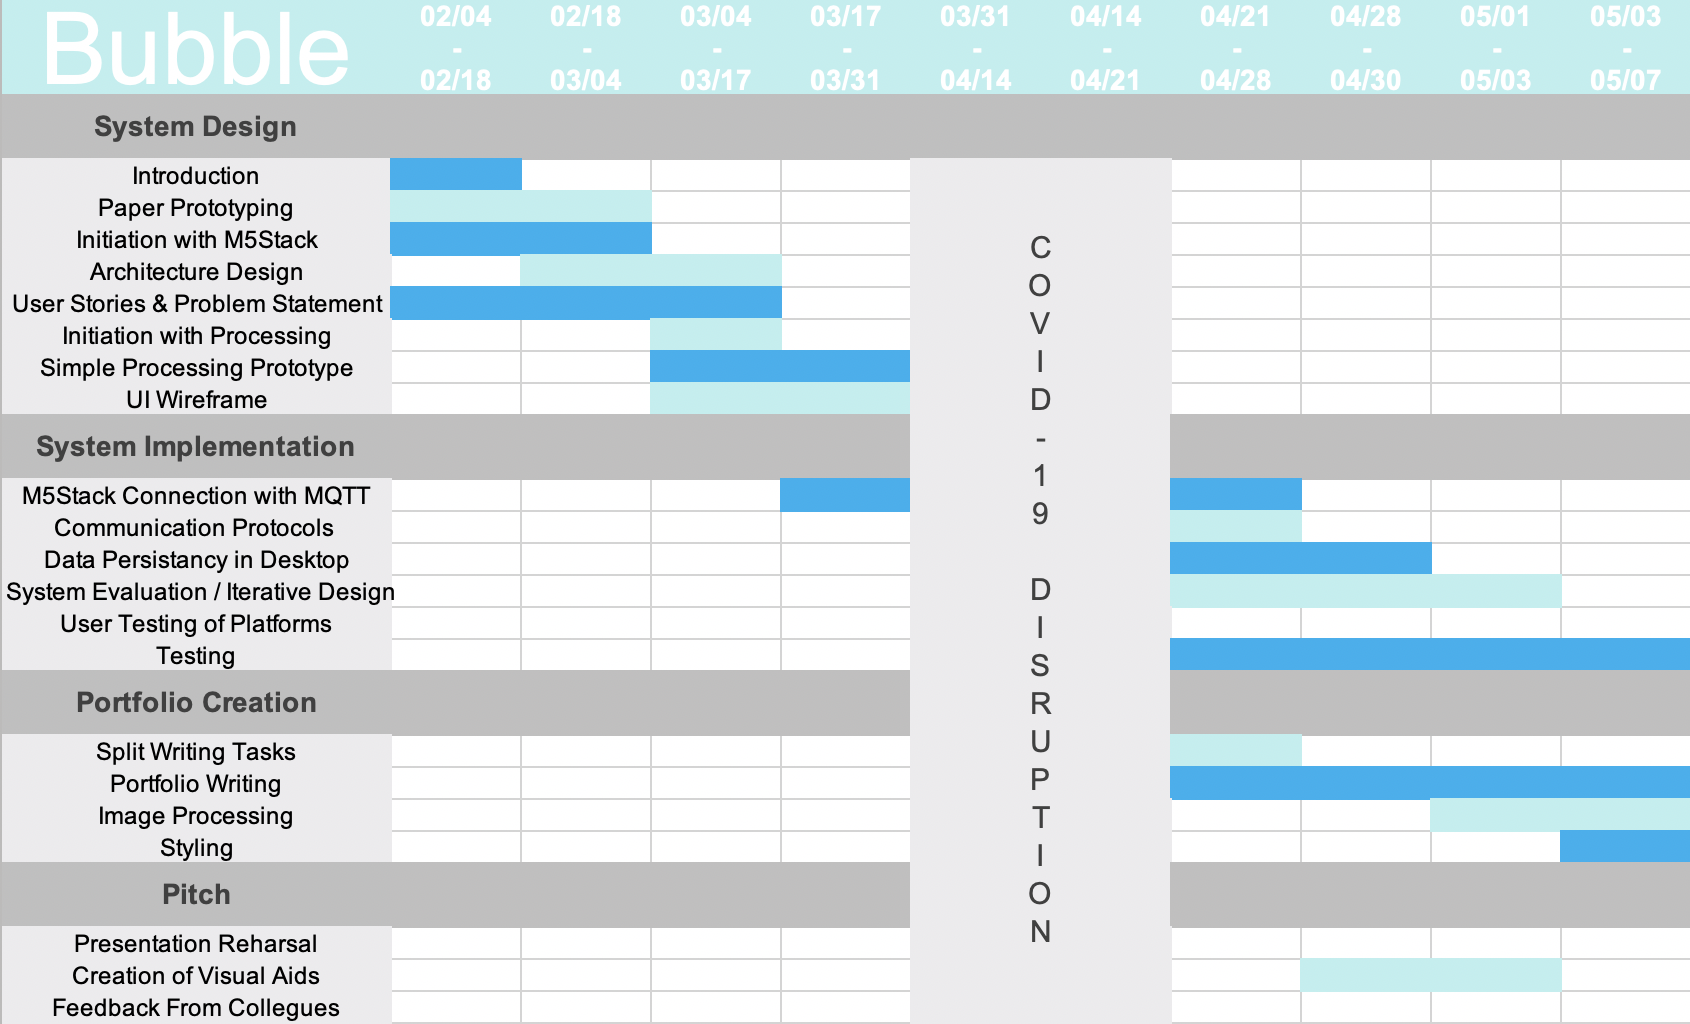 Bubble
02/04 - 02/18
02/18 - 03/04
03/04 - 03/17
03/17 - 03/31
03/31 - 04/14
04/14 - 04/21
04/21 - 04/28
04/28 - 04/30
05/01 - 05/03
05/03 - 05/07
System Design
Introduction
Paper Prototyping
Initiation with M5Stack
Architecture Design
User Stories & Problem Statement
Initiation with Processing
Simple Processing Prototype
UI Wireframe
System Implementation
M5Stack Connection with MQTT
Communication Protocols
Data Persistancy in Desktop
System Evaluation / Iterative Design
User Testing of Platforms
Testing
Portfolio Creation
Split Writing Tasks
Portfolio Writing
Image Processing
Styling
Pitch
Presentation Reharsal
Creation of Visual Aids
Feedback From Collegues
COVID-19 DISRUPTION